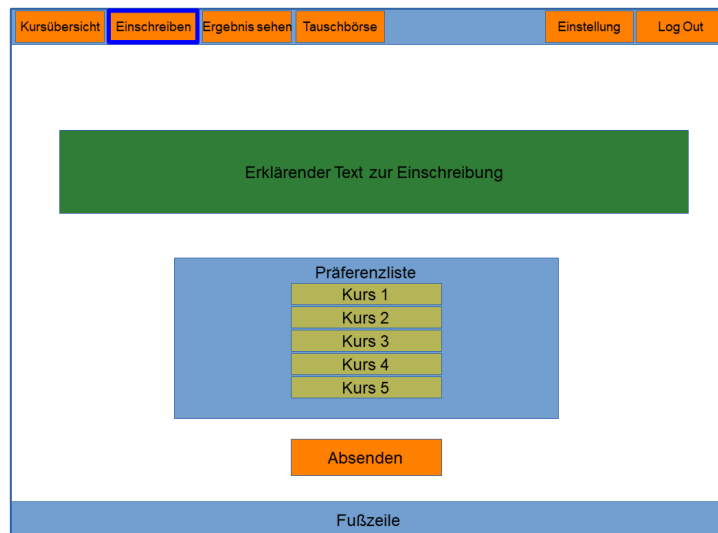 Kursübersicht Einschreiben Ergebnis sehen Tauschbörse Einstellung Log Out
Erklärender Text zur Einschreibung
Präferenzliste
Kurs 1
Kurs 2
Kurs 3
Kurs 4
Kurs 5
Absenden
Fußzeile